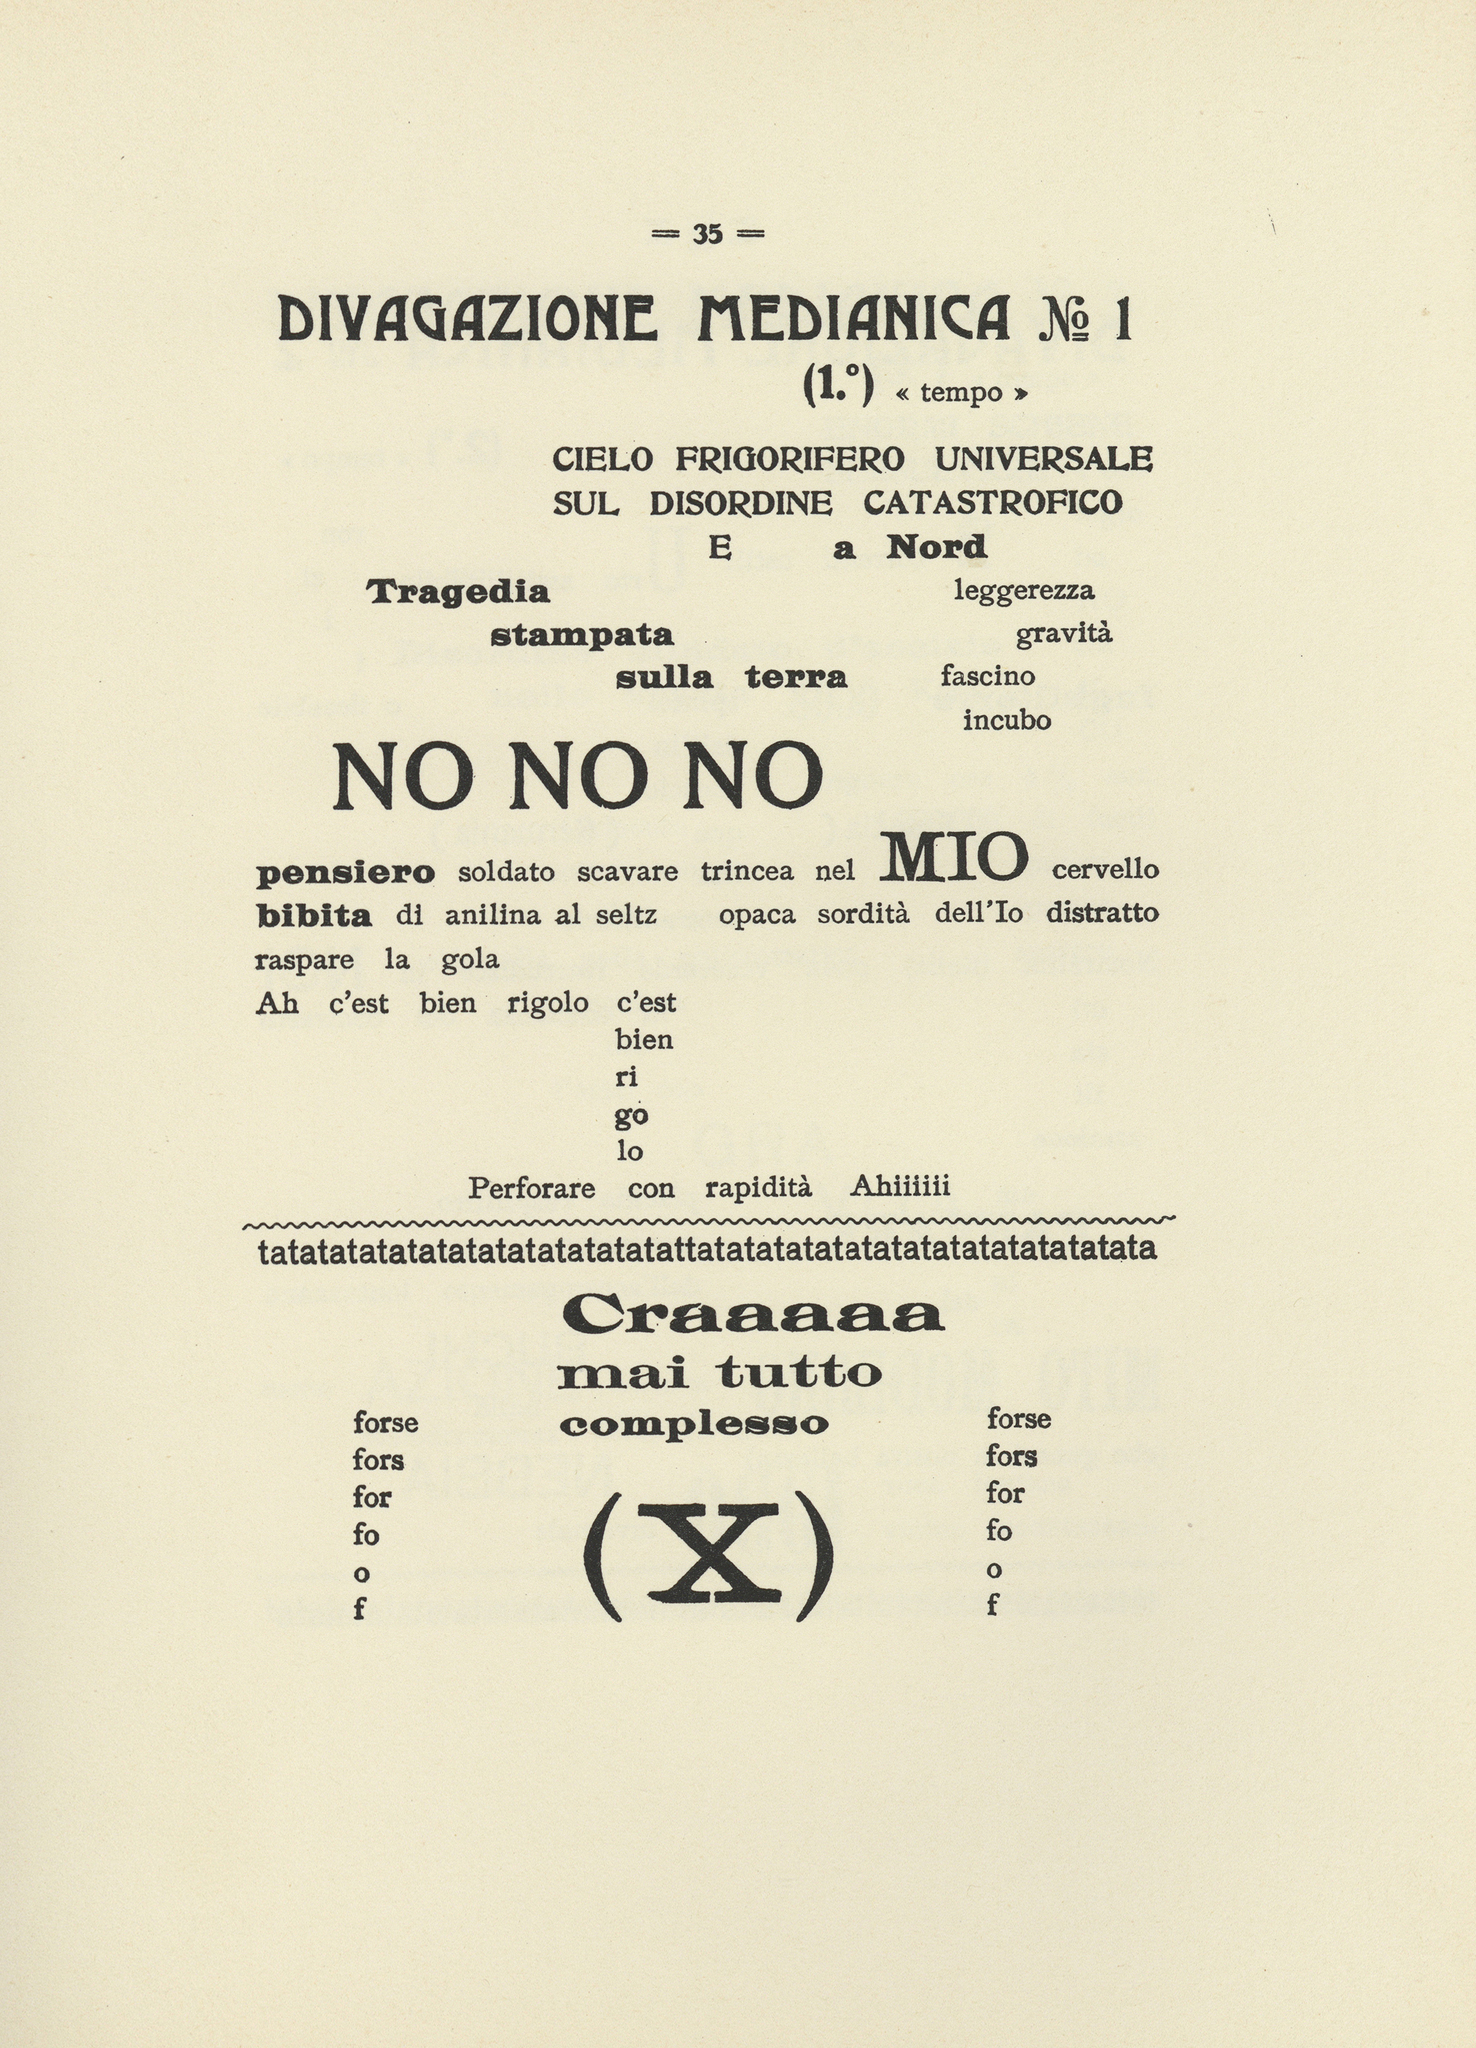 = 35 =
DIVAGAZIONE MEDIANICA Nº 1
(1.º) « tempo »
CIELO FRIGORIFERO UNIVERSALE
SUL DISORDINE CATASTROFICO
E a Nord
Tragedia leggerezza
stampata gravità
sulla terra fascino
incubo
NO NO NO
pensiero soldato scavare trincea nel MIO cervello
bibita di anilina al seltz opaca sordità dell'Io distratto
raspare la gola
Ah c'est bien rigolo c'est
bien
ri
go
lo
Perforare con rapidità Ahiiiiii
tatatatatatatatatatatatatatattatatatatatatatatatatatatatatata
Craaaaa
mai tutto
forse complesso forse
fors fors
for for
fo (X) fo
o o
f f